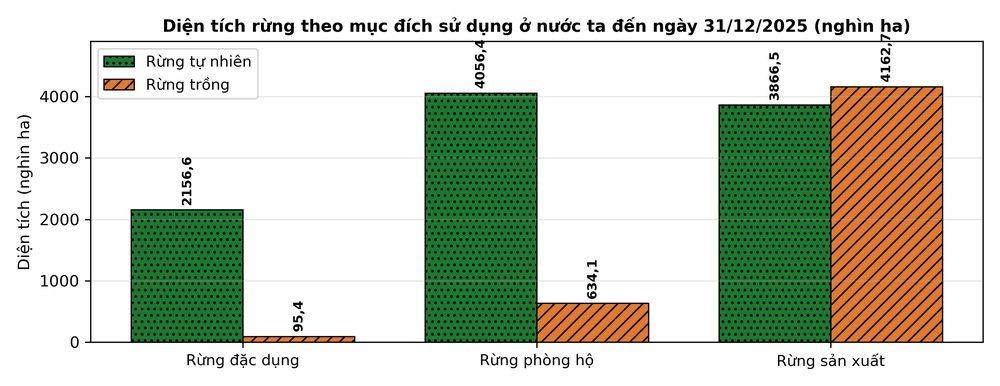 Diện tích rừng theo mục đích sử dụng ở nước ta đến ngày 31/12/2025 (nghìn ha)
Rừng tự nhiên
Rừng trồng
Diện tích (nghìn ha)
4000
3000
2000
1000
0
2156,6
95,4
4056,4
634,1
3866,5
4162,7
Rừng đặc dụng
Rừng phòng hộ
Rừng sản xuất